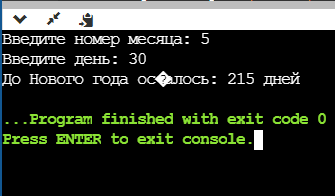 Введите номер месяца: 5
Введите день: 30
До Нового года ос�алось: 215 дней
...Program finished with exit code 0
Press ENTER to exit console.